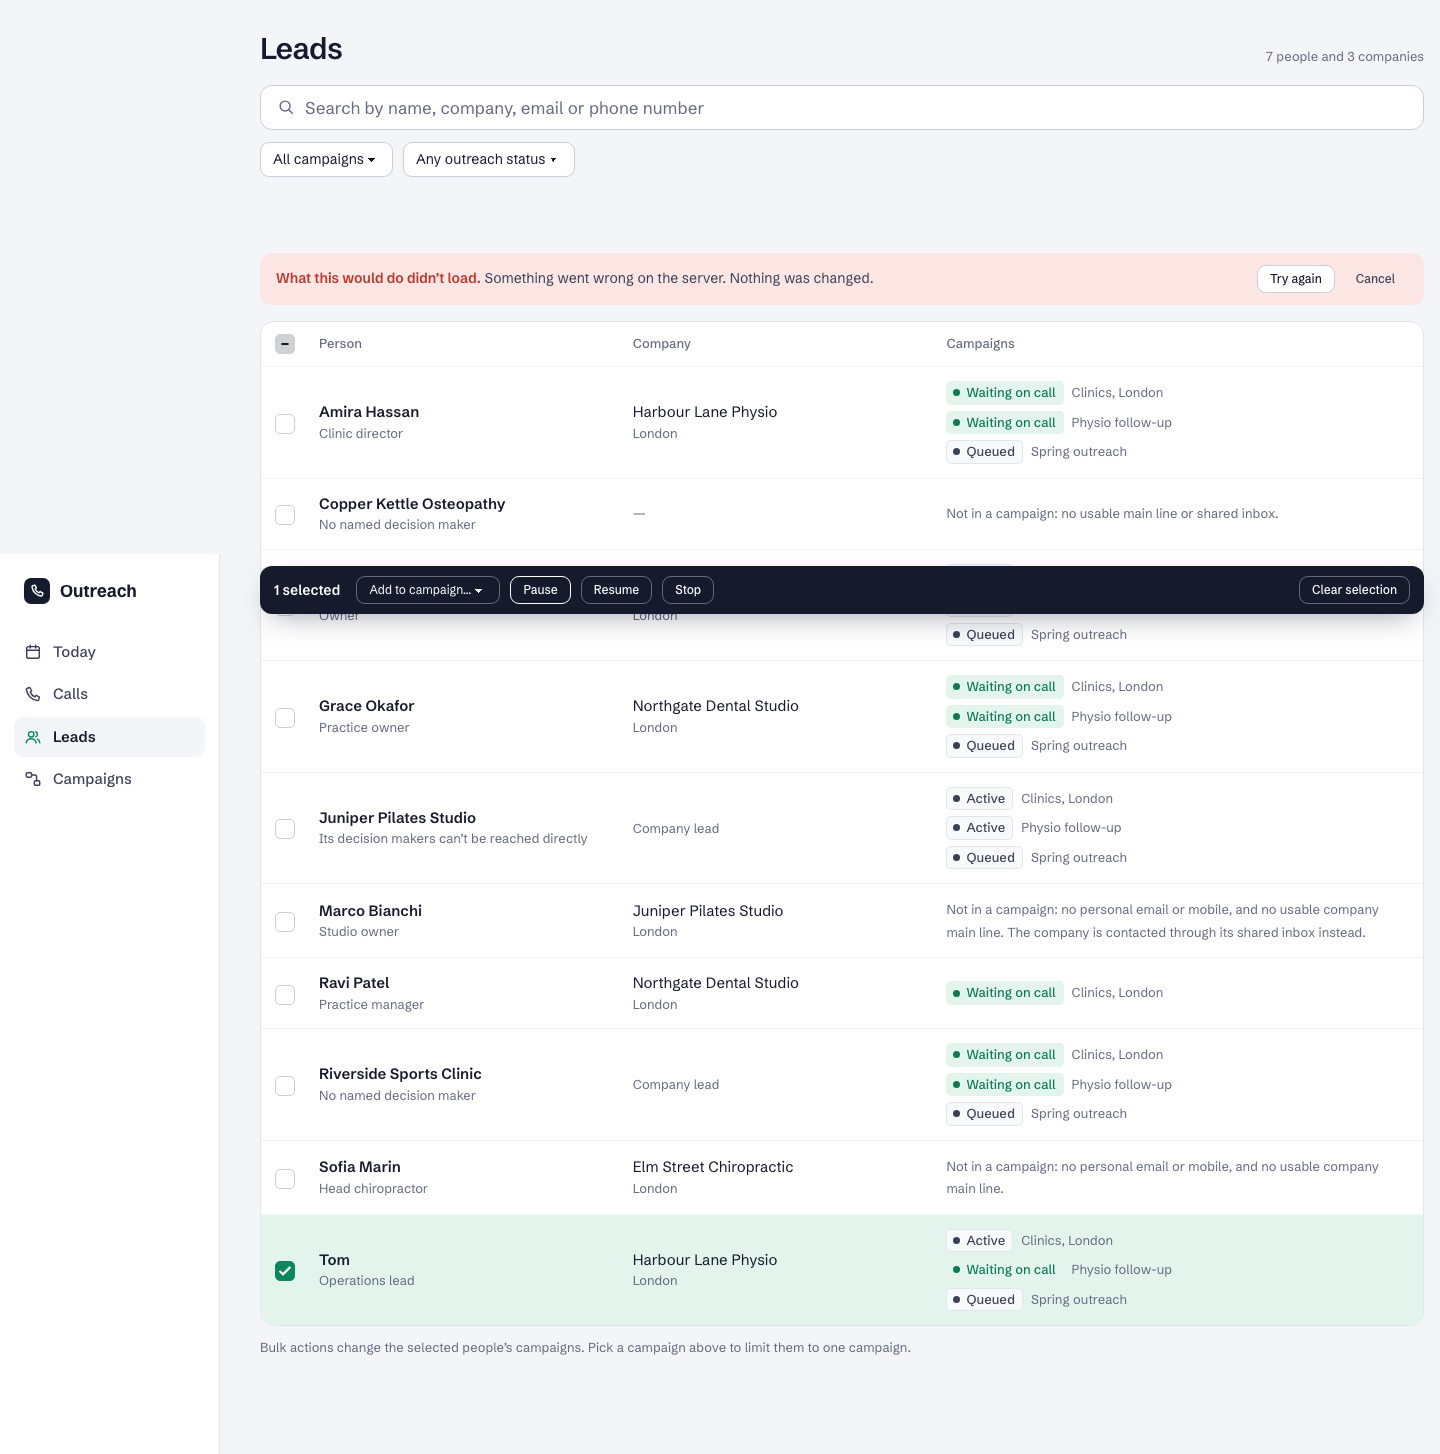 Leads
7 people and 3 companies
Search by name, company, email or phone number
All campaigns
Any outreach status
What this would do didn’t load. Something went wrong on the server. Nothing was changed.
Try again
Cancel
Person
Company
Campaigns
Amira Hassan
Clinic director
Harbour Lane Physio
London
Waiting on call Clinics, London
Waiting on call Physio follow-up
Queued Spring outreach
Copper Kettle Osteopathy
No named decision maker
—
Not in a campaign: no usable main line or shared inbox.
1 selected
Add to campaign...
Pause
Resume
Stop
Clear selection
Owner
London
Queued Spring outreach
Outreach
Today
Calls
Leads
Campaigns
Grace Okafor
Practice owner
Northgate Dental Studio
London
Waiting on call Clinics, London
Waiting on call Physio follow-up
Queued Spring outreach
Juniper Pilates Studio
Its decision makers can’t be reached directly
Company lead
Active Clinics, London
Active Physio follow-up
Queued Spring outreach
Marco Bianchi
Studio owner
Juniper Pilates Studio
London
Not in a campaign: no personal email or mobile, and no usable company
main line. The company is contacted through its shared inbox instead.
Ravi Patel
Practice manager
Northgate Dental Studio
London
Waiting on call Clinics, London
Riverside Sports Clinic
No named decision maker
Company lead
Waiting on call Clinics, London
Waiting on call Physio follow-up
Queued Spring outreach
Sofia Marin
Head chiropractor
Elm Street Chiropractic
London
Not in a campaign: no personal email or mobile, and no usable company
main line.
Tom
Operations lead
Harbour Lane Physio
London
Active Clinics, London
Waiting on call Physio follow-up
Queued Spring outreach
Bulk actions change the selected people’s campaigns. Pick a campaign above to limit them to one campaign.